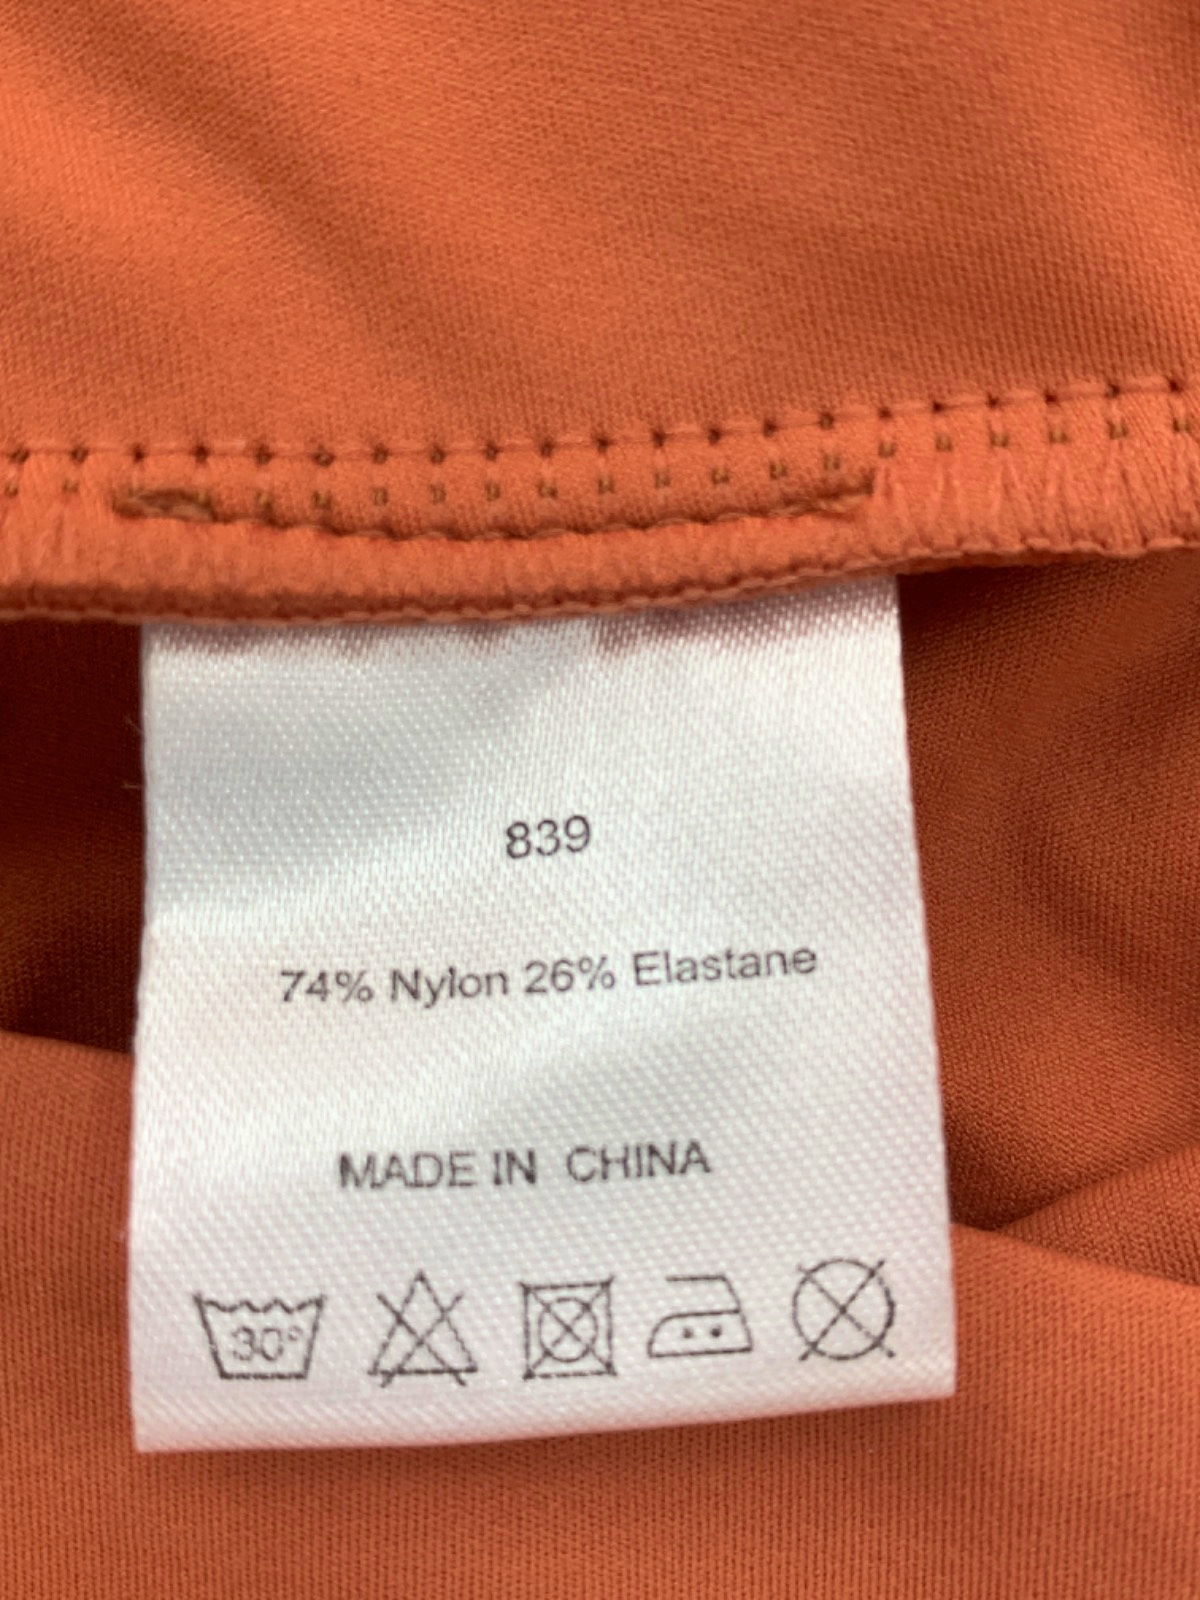 839
74% Nylon 26% Elastane
MADE IN CHINA
30°